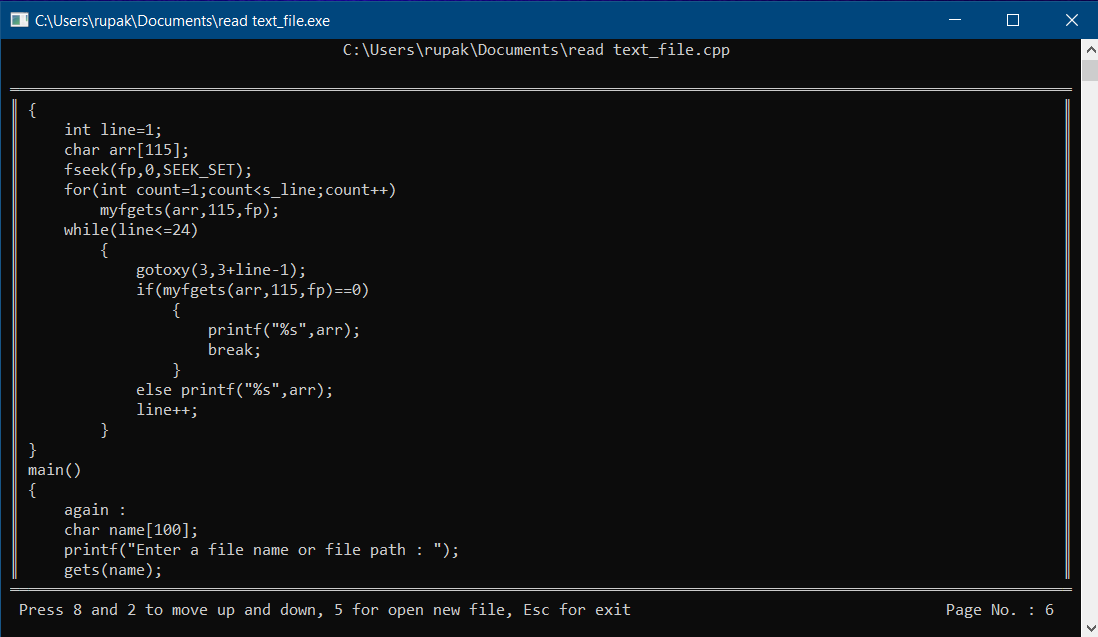 C:\Users\rupak\Documents\read text_file.exe
C:\Users\rupak\Documents\read text_file.cpp
{
    int line=1;
    char arr[115];
    fseek(fp,0,SEEK_SET);
    for(int count=1;count<s_line;count++)
        myfgets(arr,115,fp);
    while(line<=24)
        {
            gotoxy(3,3+line-1);
            if(myfgets(arr,115,fp)==0)
                {
                    printf("%s",arr);
                    break;
                }
            else printf("%s",arr);
            line++;
        }
}
main()
{
    again :
    char name[100];
    printf("Enter a file name or file path : ");
    gets(name);
Press 8 and 2 to move up and down, 5 for open new file, Esc for exit Page No. : 6